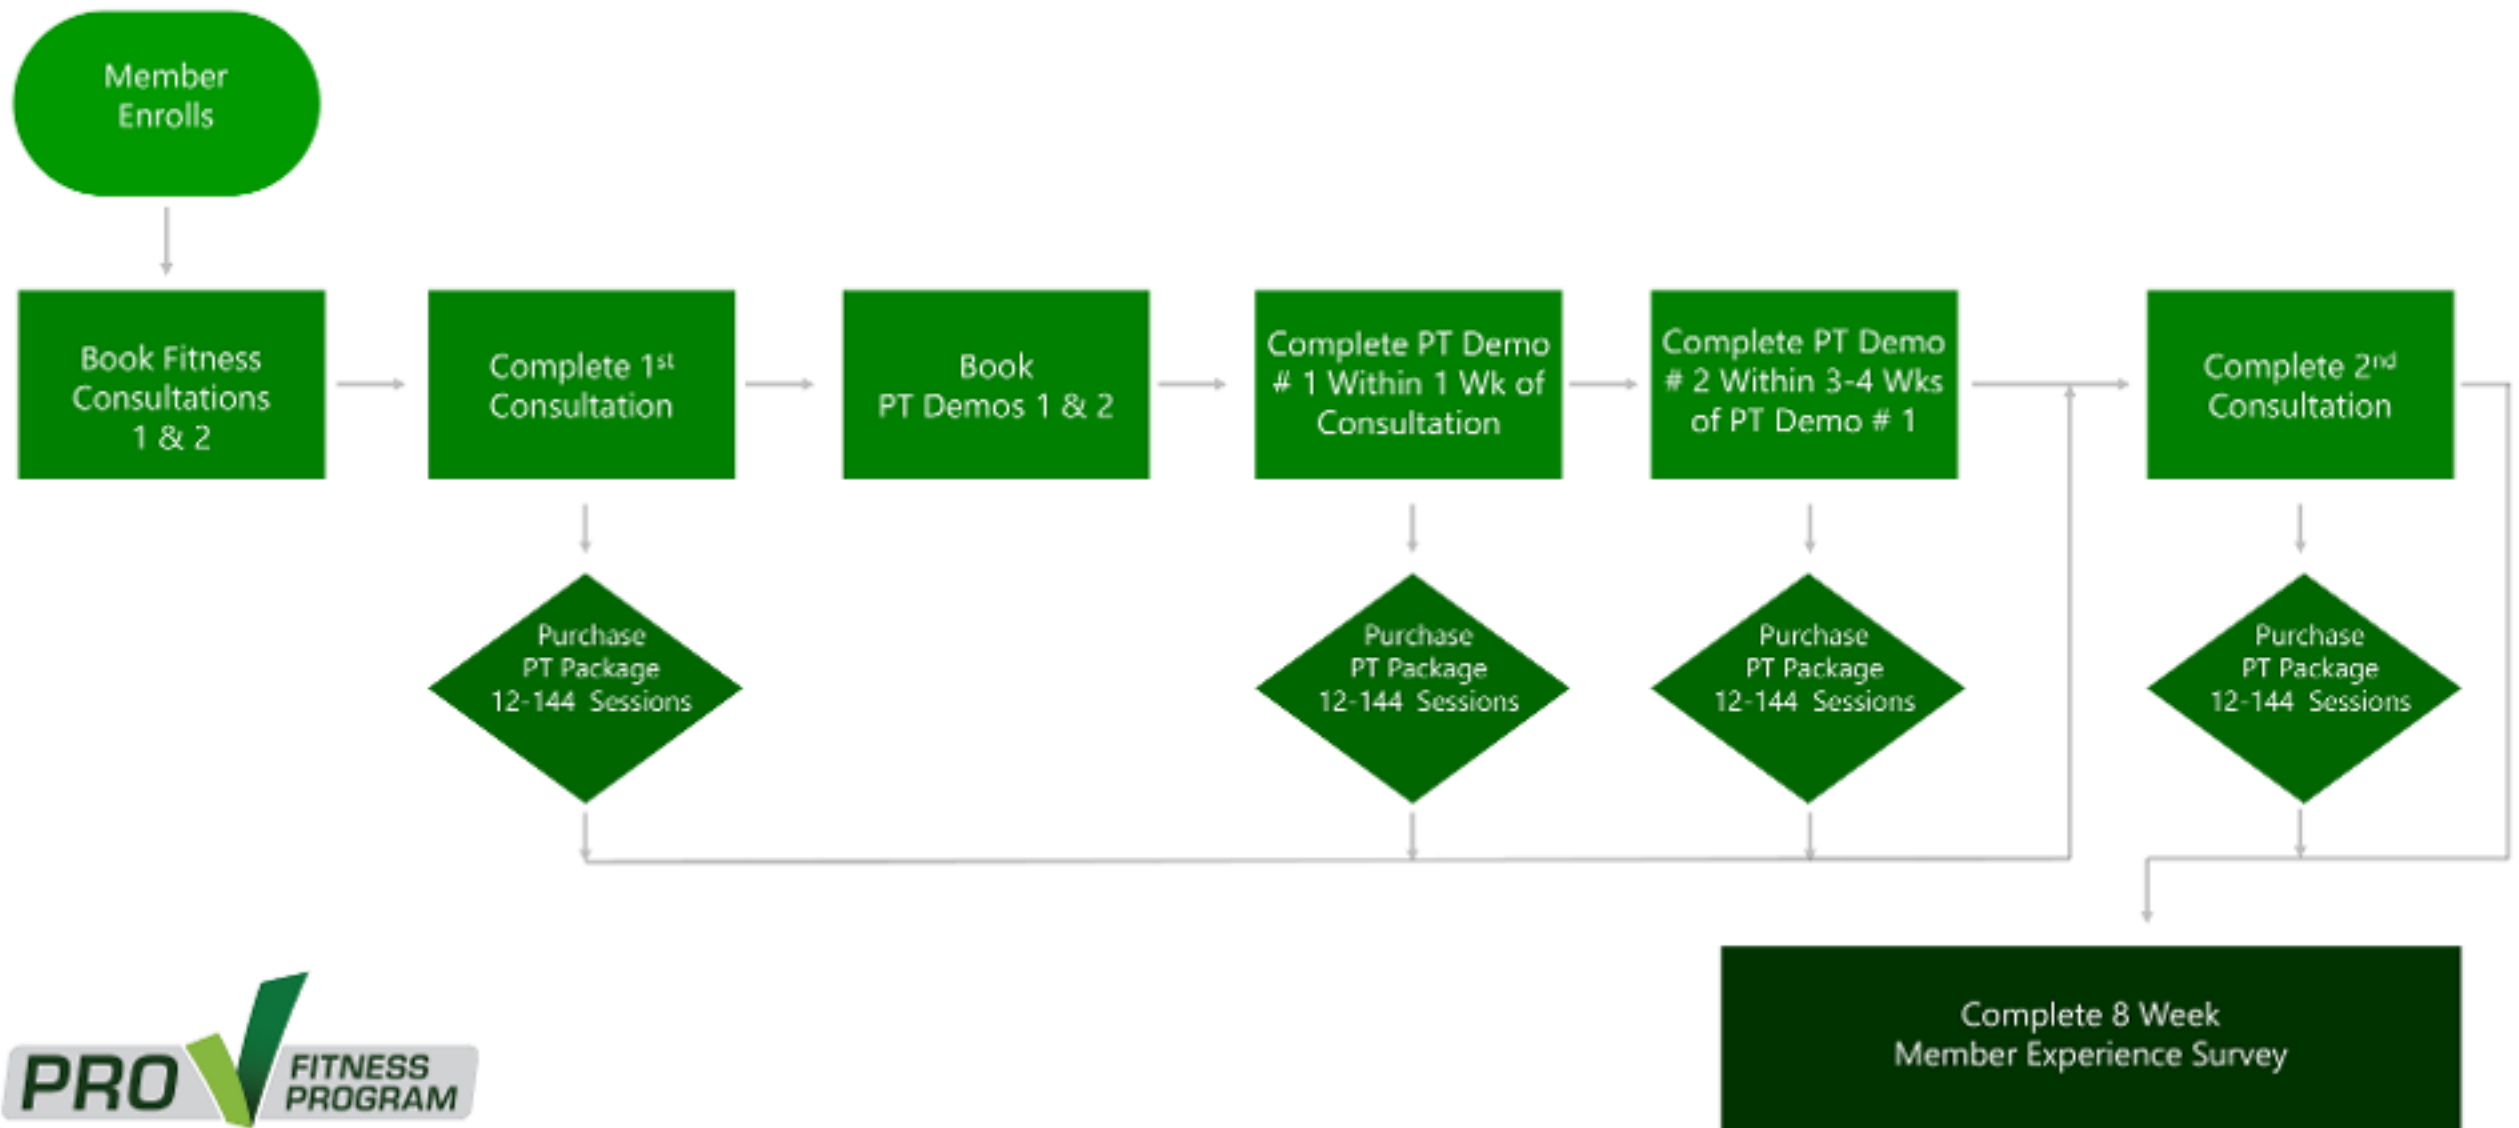 Member
Enrolls
Book Fitness
Consultations
1 & 2
Complete 1st
Consultation
Book
PT Demos 1 & 2
Complete PT Demo
# 1 Within 1 Wk of
Consultation
Complete PT Demo
# 2 Within 3-4 Wks
of PT Demo # 1
Complete 2nd
Consultation
Purchase
PT Package
12-144 Sessions
Purchase
PT Package
12-144 Sessions
Purchase
PT Package
12-144 Sessions
Purchase
PT Package
12-144 Sessions
Complete 8 Week
Member Experience Survey
PRO
FITNESS
PROGRAM